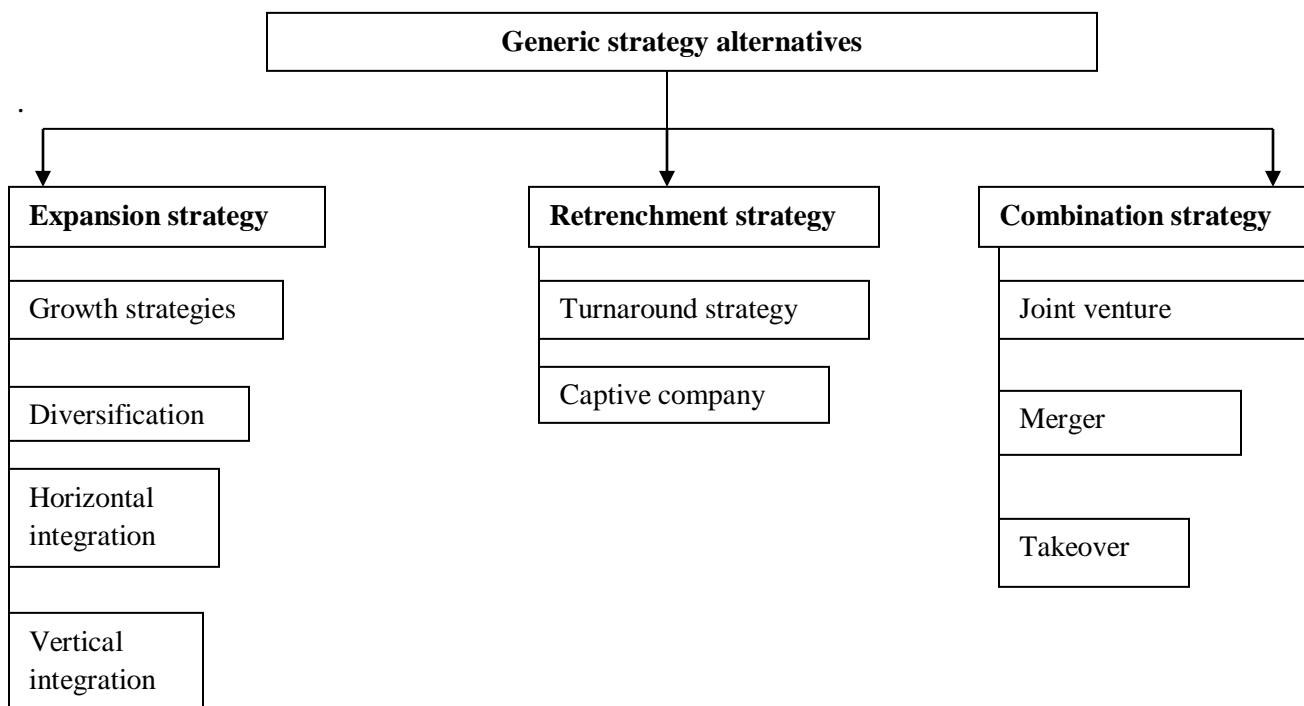 Generic strategy alternatives
.
Expansion strategy
Growth strategies
Diversification
Horizontal
integration
Vertical
integration
Retrenchment strategy
Turnaround strategy
Captive company
Combination strategy
Joint venture
Merger
Takeover